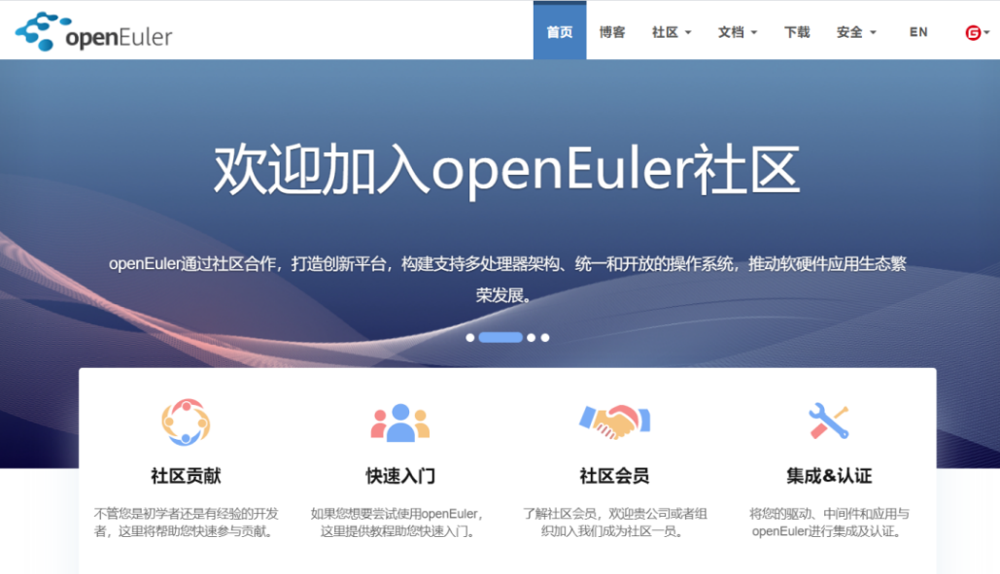 openEuler
首页 博客 社区 文档 下载 安全 EN
欢迎加入openEuler社区
openEuler通过社区合作，打造创新平台，构建支持多处理器架构、统一和开放的操作系统，推动软硬件应用生态繁
荣发展。
社区贡献
不管您是初学者还是有经验的开发
者，这里将帮助您快速参与贡献。
快速入门
如果您想要尝试使用openEuler，
这里提供教程助您快速入门。
社区会员
了解社区会员，欢迎贵公司或者组
织加入我们成为社区一员。
集成&认证
将您的驱动、中间件和应用与
openEuler进行集成及认证。